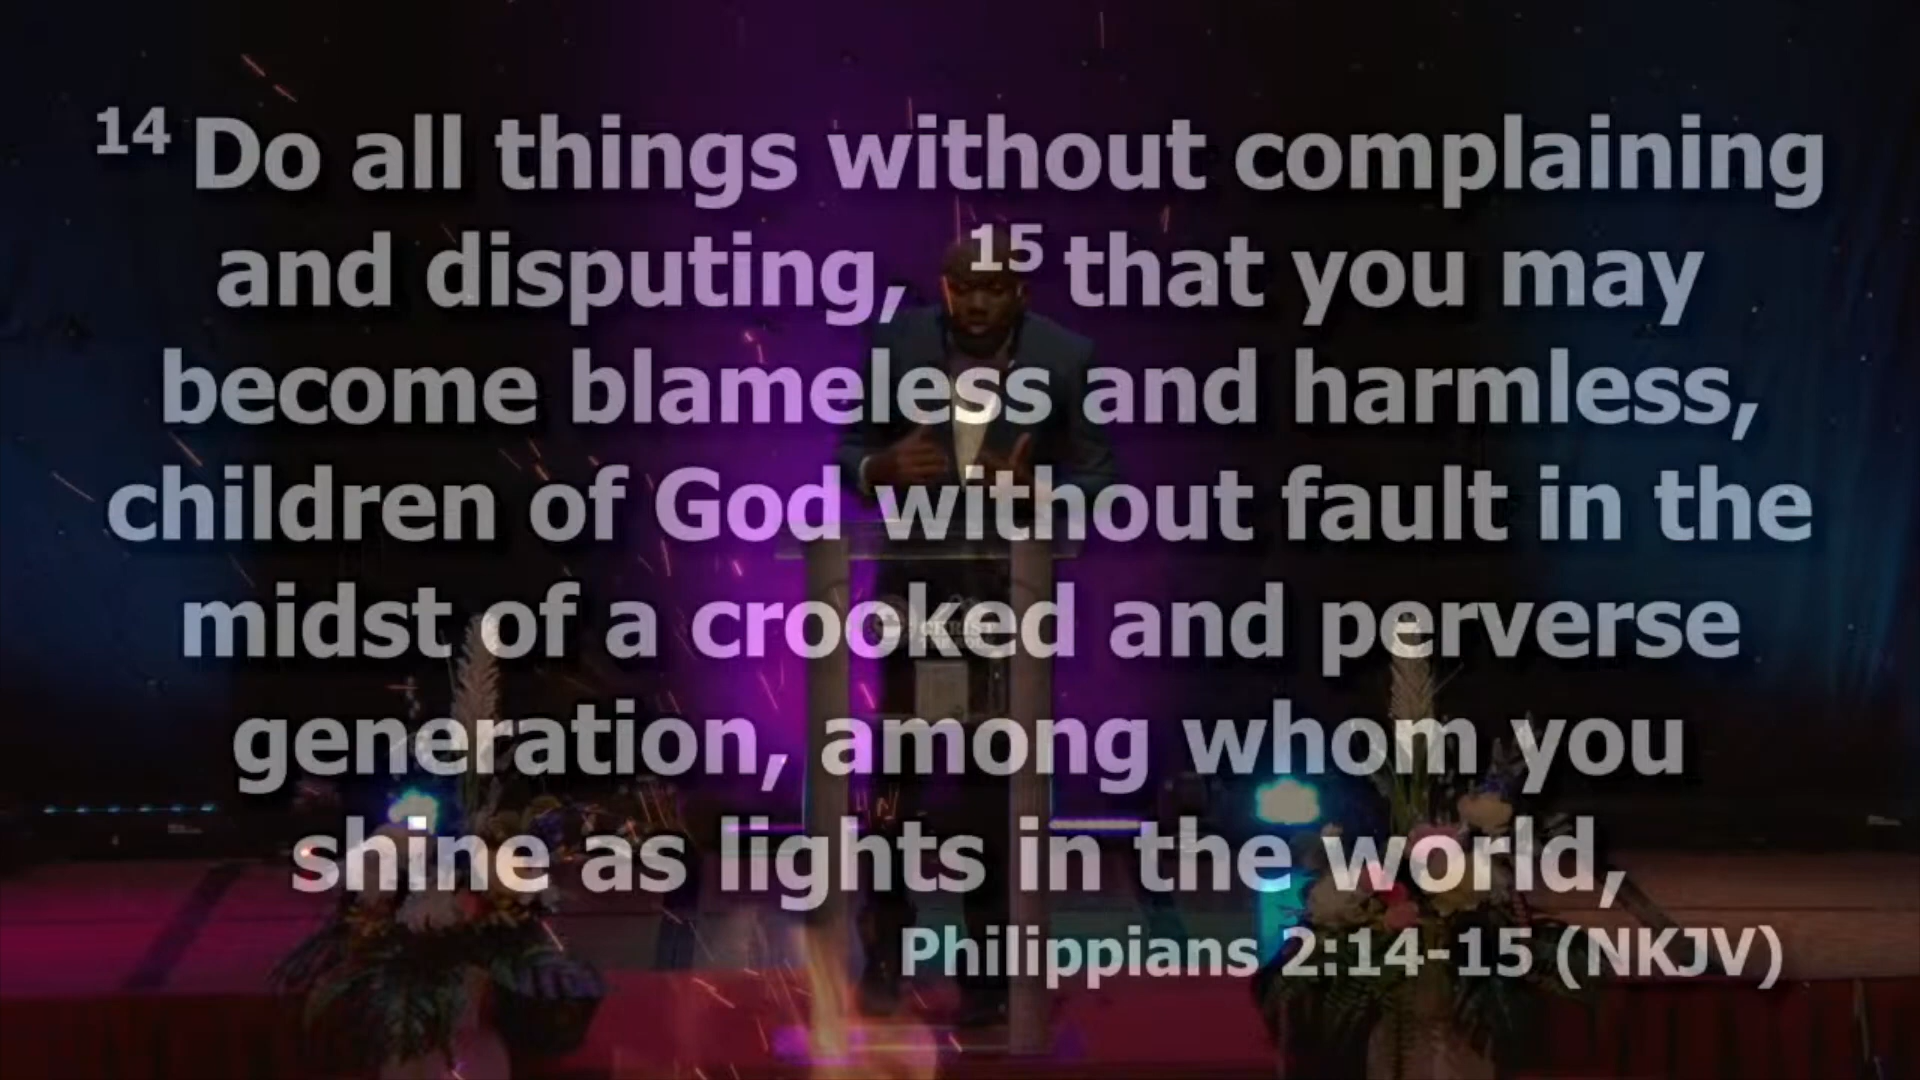 14 Do all things without complaining
and disputing, 15 that you may
become blameless and harmless,
children of God without fault in the
midst of a crooked and perverse
generation, among whom you
shine as lights in the world,
Philippians 2:14-15 (NKJV)
CHRIST